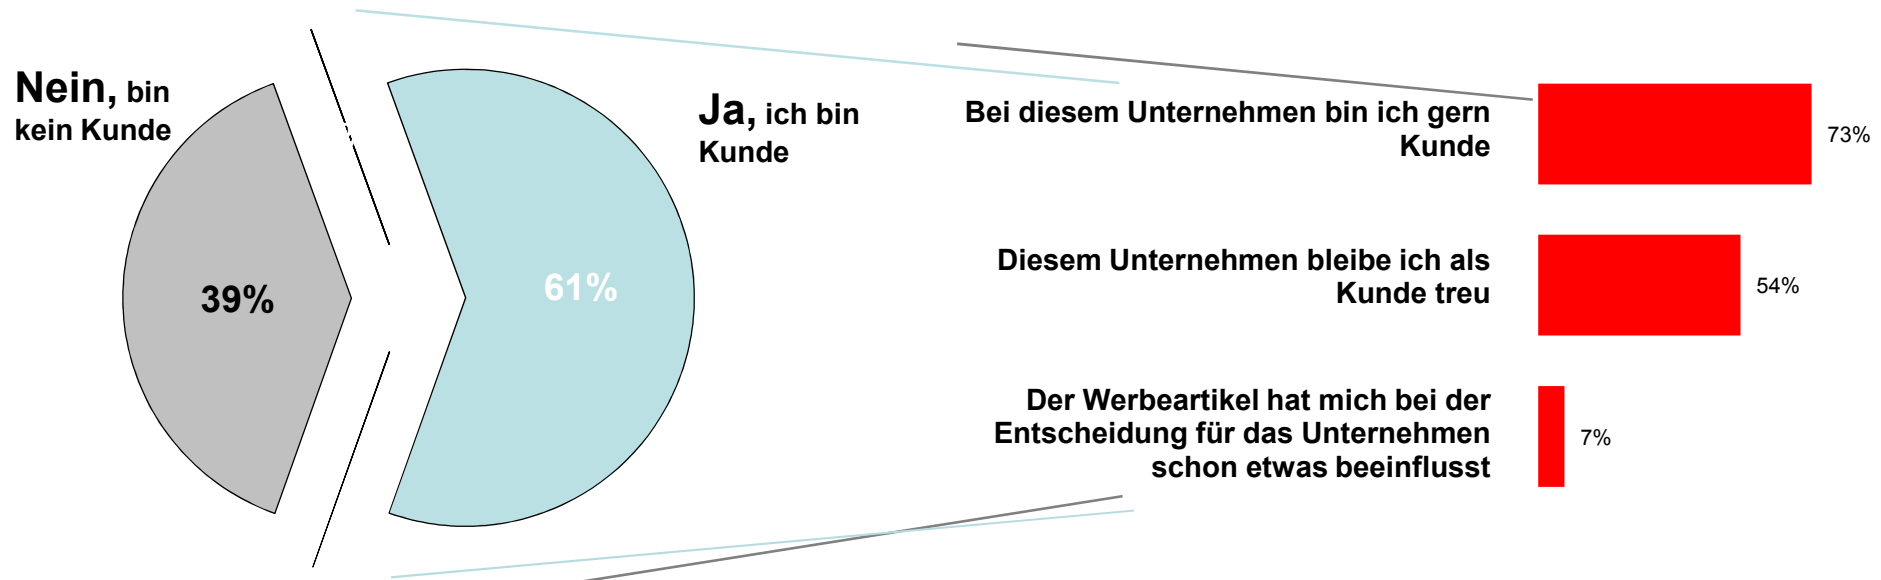 Nein, bin
kein Kunde
39%
61%
Ja, ich bin
Kunde
Bei diesem Unternehmen bin ich gern
Kunde
73%
Diesem Unternehmen bleibe ich als
Kunde treu
54%
Der Werbeartikel hat mich bei der
Entscheidung für das Unternehmen
schon etwas beeinflusst
7%